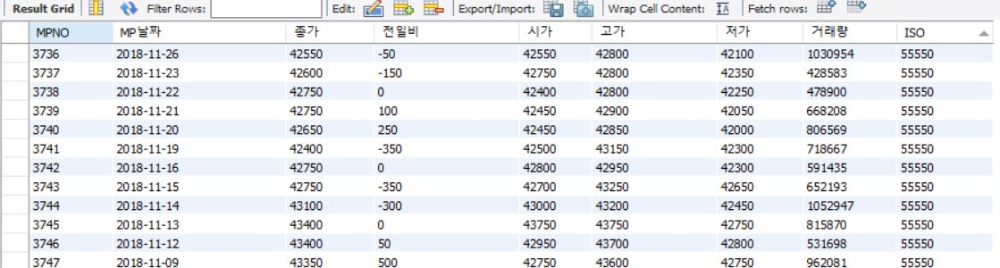 Result Grid Filter Rows: Edit: Export/Import: Wrap Cell Content: Fetch rows:
MPNO MP날짜 종가 전일비 시가 고가 저가 거래량 ISO
3736 2018-11-26 42550 -50 42550 42800 42100 1030954 55550
3737 2018-11-23 42600 -150 42750 42800 42350 428583 55550
3738 2018-11-22 42750 0 42400 42800 42250 478900 55550
3739 2018-11-21 42750 100 42450 42900 42050 668208 55550
3740 2018-11-20 42650 250 42450 42850 42000 806569 55550
3741 2018-11-19 42400 -350 42500 43150 42300 718667 55550
3742 2018-11-16 42750 0 42800 42950 42300 591435 55550
3743 2018-11-15 42750 -350 42700 43250 42650 652193 55550
3744 2018-11-14 43100 -300 43000 43200 42450 1052947 55550
3745 2018-11-13 43400 0 43750 43750 42750 815870 55550
3746 2018-11-12 43400 50 42950 43700 42800 531698 55550
3747 2018-11-09 43350 500 42750 43600 42750 962081 55550